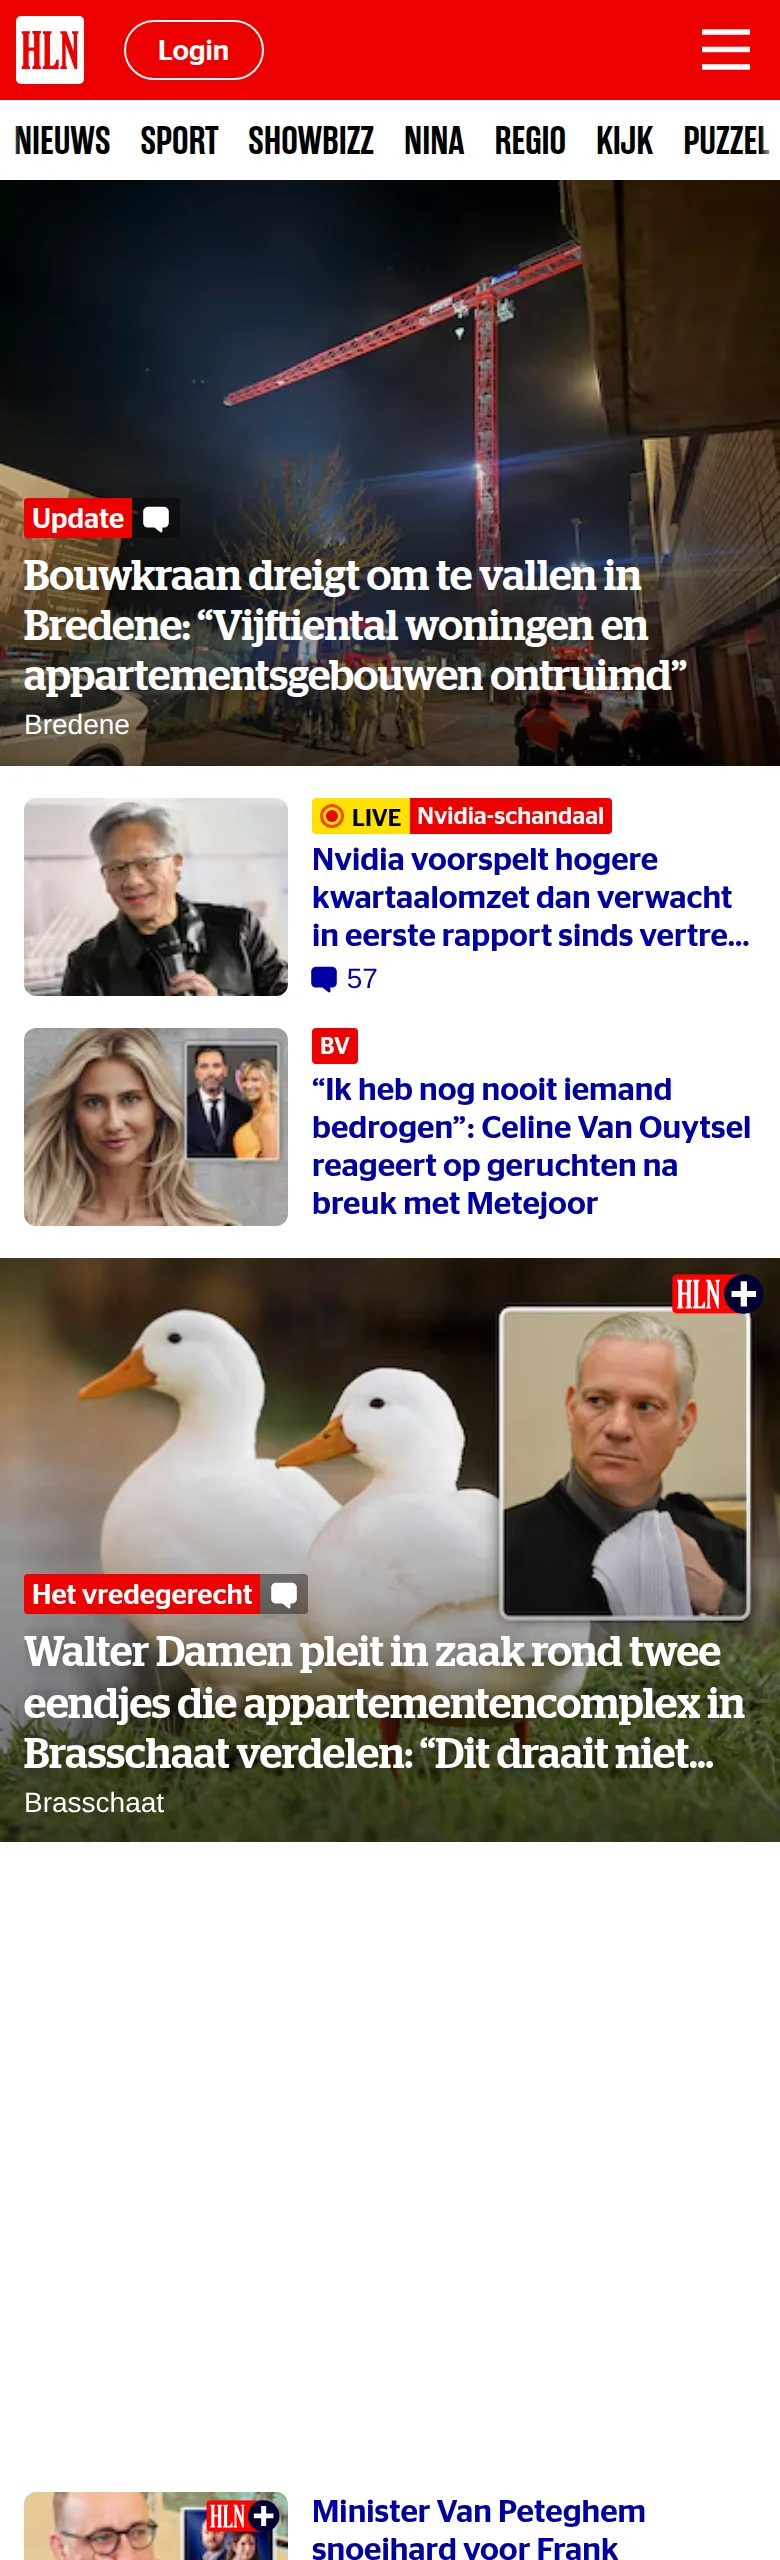 HLN
Login
NIEUWS SPORT SHOWBIZZ NINA REGIO KIJK PUZZEL
Update
Bouwkraan dreigt om te vallen in
Bredene: “Vijftiental woningen en
appartementsgebouwen ontruimd”
Bredene
LIVE Nvidia-schandaal
Nvidia voorspelt hogere
kwartaalomzet dan verwacht
in eerste rapport sinds vertre...
57
BV
“Ik heb nog nooit iemand
bedrogen”: Celine Van Ouytsel
reageert op geruchten na
breuk met Metejoor
HLN+
Het vredegerecht
Walter Damen pleit in zaak rond twee
eendjes die appartementencomplex in
Brasschaat verdelen: “Dit draait niet...
Brasschaat
HLN+
Minister Van Peteghem
snoeihard voor Frank